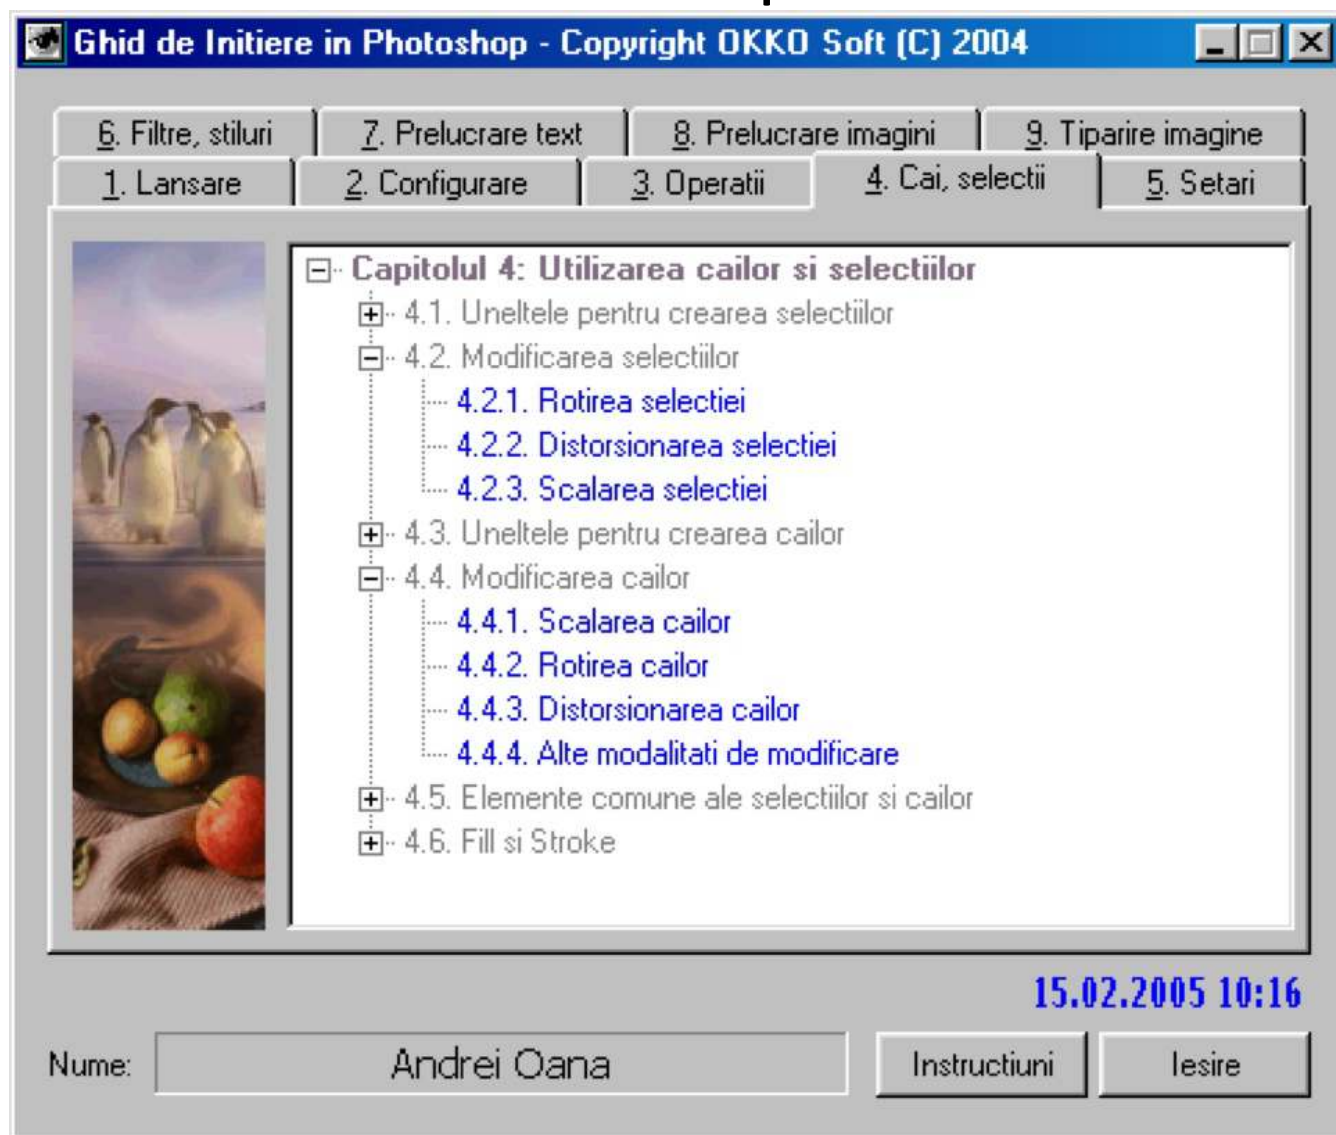 Ghid de Initiere in Photoshop - Copyright OKKO Soft (C) 2004
6. Filtre, stiluri 7. Prelucrare text 8. Prelucrare imagini 9. Tiparire imagine
1. Lansare 2. Configurare 3. Operatii 4. Cai, selectii 5. Setari
Capitolul 4: Utilizarea cailor si selectiilor
4.1. Uneltele pentru crearea selectiilor
4.2. Modificarea selectiilor
4.2.1. Rotirea selectiei
4.2.2. Distorsionarea selectiei
4.2.3. Scalarea selectiei
4.3. Uneltele pentru crearea cailor
4.4. Modificarea cailor
4.4.1. Scalarea cailor
4.4.2. Rotirea cailor
4.4.3. Distorsionarea cailor
4.4.4. Alte modalitati de modificare
4.5. Elemente comune ale selectiilor si cailor
4.6. Fill si Stroke
15.02.2005 10:16
Nume: Andrei Oana Instructiuni Iesire